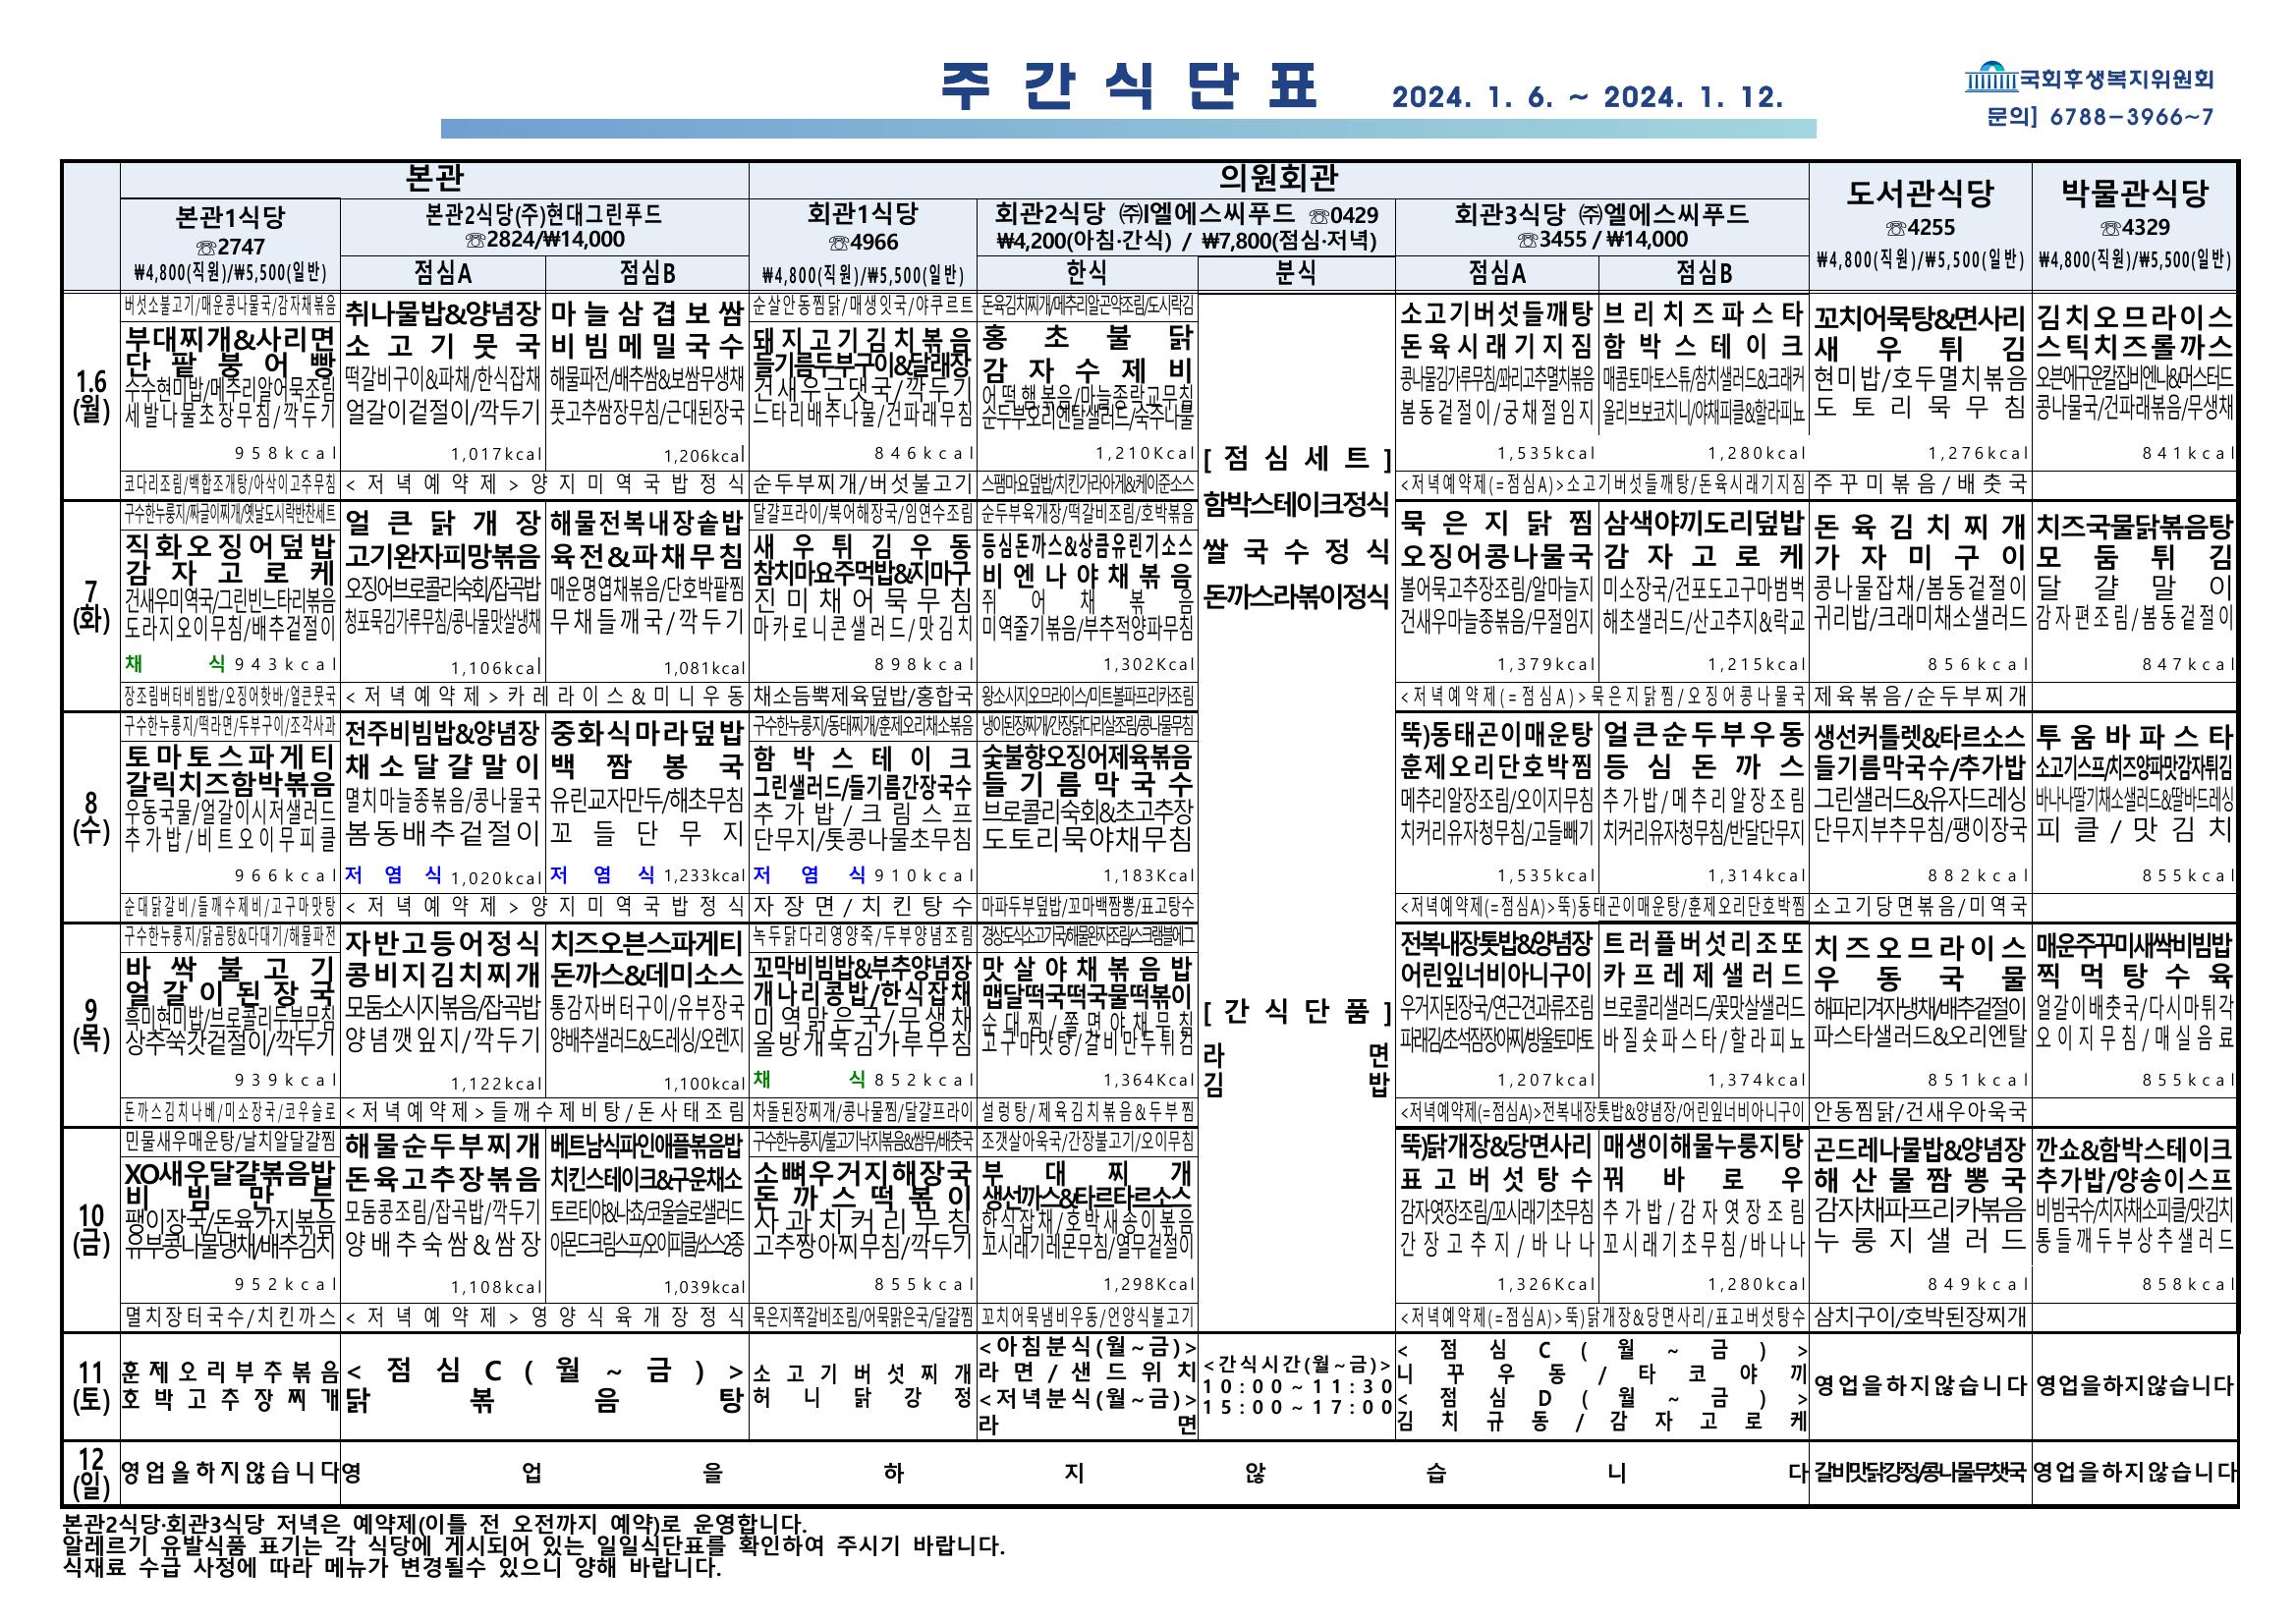 주 간 식 단 표
2024. 1. 6. ~ 2024. 1. 12.
국회후생복지위원회
문의] 6788-3966~7
본관
의원회관
도서관식당
☏4255
₩4,800(직원)/₩5,500(일반)
박물관식당
☏4329
₩4,800(직원)/₩5,500(일반)
본관1식당
☏2747
₩4,800(직원)/₩5,500(일반)
본관2식당(주)현대그린푸드
☏2824/₩14,000
점심A
점심B
회관1식당
☏4966
₩4,800(직원)/₩5,500(일반)
회관2식당 ㈜엘에스씨푸드 ☏0429
₩4,200(아침·간식) / ₩7,800(점심·저녁)
한식
분식
회관3식당 ㈜엘에스씨푸드
☏3455 / ₩14,000
점심A
점심B
1.6
(월)
버섯소불고기/매운콩나물국/감자채볶음
부대찌개&사리면
단팥붕어빵
수수현미밥/메추리알어묵조림
세발나물초장무침/깍두기
958kcal
코다리조림/백합조개탕/아삭이고추무침
취나물밥&양념장
소고기뭇국
떡갈비구이&파채/한식잡채
얼갈이겉절이/깍두기
1,017kcal
마늘삼겹보쌈
비빔메밀국수
해물파전/배추쌈&보쌈무생채
풋고추쌈장무침/근대된장국
1,206kcal
<저녁예약제>양지미역국밥정식
순살안동찜닭/매생잇국/야쿠르트
돼지고기김치볶음
들기름두부구이&달래장
건새우근댓국/깍두기
느타리배추나물/건파래무침
846kcal
순두부찌개/버섯불고기
돈육김치찌개/메추리알곤약조림/도시락김
홍초불닭
감자수제비
어떡햄볶음/마늘종탉교무침
순두부오리엔탈샐러드/숙주나물
1,210Kcal
스팸마요덮밥/치킨가라아게&케이준소스
[점심세트]
함박스테이크정식
쌀국수정식
돈까스라볶이정식
소고기버섯들깨탕
돈육시래기지짐
콩나물김가루무침/꽈리고추멸치볶음
봄동겉절이/궁채절임지
1,535kcal
브리치즈파스타
함박스테이크
매콤토마토스튜/참치샐러드&크래커
올리브보코치니/야채피클&할라피뇨
1,280kcal
<저녁예약제(=점심A)>소고기버섯들깨탕/돈육시래기지짐
꼬치어묵탕&면사리
새우튀김
현미밥/호두멸치볶음
도토리묵무침
1,276kcal
주꾸미볶음/배춧국
김치오므라이스
스틱치즈롤까스
오븐에구운칼집비엔나&머스터드
콩나물국/건파래볶음/무생채
841kcal
7
(화)
구수한누룽지/짜글이찌개/옛날도시락반찬세트
직화오징어덮밥
감자고로케
건새우미역국/그린빈느타리볶음
도라지오이무침/배추겉절이
채식 943kcal
장조림버터비빔밥/오징어핫바/얼큰뭇국
얼큰닭개장
고기완자피망볶음
오징어브로콜리숙회/잡곡밥
청포묵김가루무침/콩나물맛살냉채
1,106kcal
해물전복내장솥밥
육전&파채무침
매운명엽채볶음/단호박팥찜
무채들깨국/깍두기
1,081kcal
<저녁예약제>카레라이스&미니우동
달걀프라이/북어해장국/임연수조림
새우튀김우동
참치마요주먹밥&지마구
진미채어묵무침
마카로니콘샐러드/맛김치
898kcal
채소듬뿍제육덮밥/홍합국
순두부육개장/떡갈비조림/호박볶음
등심돈까스&상큼유린기소스
비엔나야채볶음
쥐어채볶음
미역줄기볶음/부추적양파무침
1,302Kcal
왕소시지오므라이스/미트볼파프리카조림
묵은지닭찜
오징어콩나물국
볼어묵고추장조림/알마늘지
건새우마늘종볶음/무절임지
1,379kcal
삼색야끼도리덮밥
감자고로케
미소장국/건포도고구마범벅
해초샐러드/산고추지&락교
1,215kcal
<저녁예약제(=점심A)>묵은지닭찜/오징어콩나물국
돈육김치찌개
가자미구이
콩나물잡채/봄동겉절이
귀리밥/크래미채소샐러드
856kcal
제육볶음/순두부찌개
치즈국물닭볶음탕
모둠튀김
달걀말이
감자편조림/봄동겉절이
847kcal
8
(수)
구수한누룽지/떡라면/두부구이/조각사과
토마토스파게티
갈릭치즈함박볶음
우동국물/얼갈이시저샐러드
추가밥/비트오이무피클
966kcal
순대닭갈비/들깨수제비/고구마맛탕
전주비빔밥&양념장
채소달걀말이
멸치마늘종볶음/콩나물국
봄동배추겉절이
저염식 1,020kcal
중화식마라덮밥
백짬봉국
유린교자만두/해초무침
꼬들단무지
저염식 1,233kcal
<저녁예약제>양지미역국밥정식
구수한누룽지/동태찌개/훈제오리채소볶음
함박스테이크
그린샐러드/들기름간장국수
추가밥/크림스프
단무지/톳콩나물초무침
저염식 910kcal
자장면/치킨탕수
냉이된장찌개/간장닭다리살조림/콩나물무침
숯불향오징어제육볶음
들기름막국수
브로콜리숙회&초고추장
도토리묵야채무침
1,183Kcal
마파두부덮밥/꼬마백짬뽕/표고탕수
뚝)동태곤이매운탕
훈제오리단호박찜
메추리알장조림/오이지무침
치커리유자청무침/고들빼기
1,535kcal
얼큰순두부우동
등심돈까스
추가밥/메추리알장조림
치커리유자청무침/반달단무지
1,314kcal
<저녁예약제(=점심A)>뚝)동태곤이매운탕/훈제오리단호박찜
생선커틀렛&타르소스
들기름막국수/추가밥
그린샐러드&유자드레싱
단무지부추무침/팽이장국
882kcal
소고기당면볶음/미역국
투움바파스타
소고기스프/치즈양파맛감자튀김
바나나딸기채소샐러드&딸바드레싱
피클/맛김치
855kcal
9
(목)
구수한누룽지/닭곰탕&다대기/해물파전
바싹불고기
얼갈이된장국
흑미현미밥/브로콜리두부무침
상추쑥갓겉절이/깍두기
939kcal
돈까스김치나베/미소장국/코우슬로
자반고등어정식
콩비지김치찌개
모둠소시지볶음/잡곡밥
양념깻잎지/깍두기
1,122kcal
치즈오븐스파게티
돈까스&데미소스
통감자버터구이/유부장국
양배추샐러드&드레싱/오렌지
1,100kcal
<저녁예약제>들깨수제비탕/돈사태조림
녹두닭다리영양죽/두부양념조림
꼬막비빔밥&부추양념장
개나리콩밥/한식잡채
미역맑은국/무생채
올방개묵김가루무침
채식 852kcal
차돌된장찌개/콩나물찜/달걀프라이
경상도식소고기국/해물완자조림/스크램블에그
맛살야채볶음밥
맵달떡국떡국물떡볶이
순대찜/쫄면야채무침
고구마맛탕/갈비만두튀김
1,364Kcal
설렁탕/제육김치볶음&두부찜
[간식단품]
라면
김밥
전복내장톳밥&양념장
어린잎너비아니구이
우거지된장국/연근견과류조림
파래김/초석잠장아찌/방울토마토
1,207kcal
트러플버섯리조또
카프레제샐러드
브로콜리샐러드/꽃맛살샐러드
바질숏파스타/할라피뇨
1,374kcal
<저녁예약제(=점심A)>전복내장톳밥&양념장/어린잎너비아니구이
치즈오므라이스
우동국물
해파리겨자냉채/배추겉절이
파스타샐러드&오리엔탈
851kcal
안동찜닭/건새우아욱국
매운주꾸미새싹비빔밥
찍먹탕수육
얼갈이배춧국/다시마튀각
오이지무침/매실음료
855kcal
10
(금)
민물새우매운탕/날치알달걀찜
XO새우달걀볶음밥
비빔만두
팽이장국/돈육가지볶음
유부콩나물냉채/배추김치
952kcal
멸치장터국수/치킨까스
해물순두부찌개
돈육고추장볶음
모둠콩조림/잡곡밥/깍두기
양배추숙쌈&쌈장
1,108kcal
베트남식파인애플볶음밥
치킨스테이크&구운채소
토르티야&나쵸/코울슬로샐러드
아몬드크림스프/오이피클/소스2종
1,039kcal
<저녁예약제>영양식육개장정식
구수한누룽지/불고기낙지볶음&쌈무/배춧국
소뼈우거지해장국
돈까스떡볶이
사과치커리무침
고추짱아찌무침/깍두기
855kcal
묵은지쪽갈비조림/어묵맑은국/달걀찜
조갯살아욱국/간장불고기/오이무침
부대찌개
생선까스&타르타르소스
한식잡채/호박새송이볶음
꼬시래기레몬무침/열무겉절이
1,298Kcal
꼬치어묵냄비우동/언양식불고기
뚝)닭개장&당면사리
표고버섯탕수
감자엿장조림/꼬시래기초무침
간장고추지/바나나
1,326Kcal
매생이해물누룽지탕
꿔바로우
추가밥/감자엿장조림
꼬시래기초무침/바나나
1,280kcal
<저녁예약제(=점심A)>뚝)닭개장&당면사리/표고버섯탕수
곤드레나물밥&양념장
해산물짬뽕국
감자채파프리카볶음
누룽지샐러드
849kcal
삼치구이/호박된장찌개
깐쇼&함박스테이크
추가밥/양송이스프
비빔국수/치자채소피클/맛김치
통들깨두부상추샐러드
858kcal
11
(토)
훈제오리부추볶음
호박고추장찌개
<점심C(월~금)>
닭볶음탕
소고기버섯찌개
허니닭강정
<아침분식(월~금)>
라면/샌드위치
<저녁분식(월~금)>
라면
<간식시간(월~금)>
10:00~11:30
15:00~17:00
<점심C(월~금)>
니꾸우동/타코야끼
<점심D(월~금)>
김치규동/감자고로케
영업을하지않습니다
영업을하지않습니다
12
(일)
영업을하지않습니다
영업을하지않습니다
갈비맛닭강정/콩나물무챗국
영업을하지않습니다
본관2식당·회관3식당 저녁은 예약제(이틀 전 오전까지 예약)로 운영합니다.
알레르기 유발식품 표기는 각 식당에 게시되어 있는 일일식단표를 확인하여 주시기 바랍니다.
식재료 수급 사정에 따라 메뉴가 변경될수 있으니 양해 바랍니다.